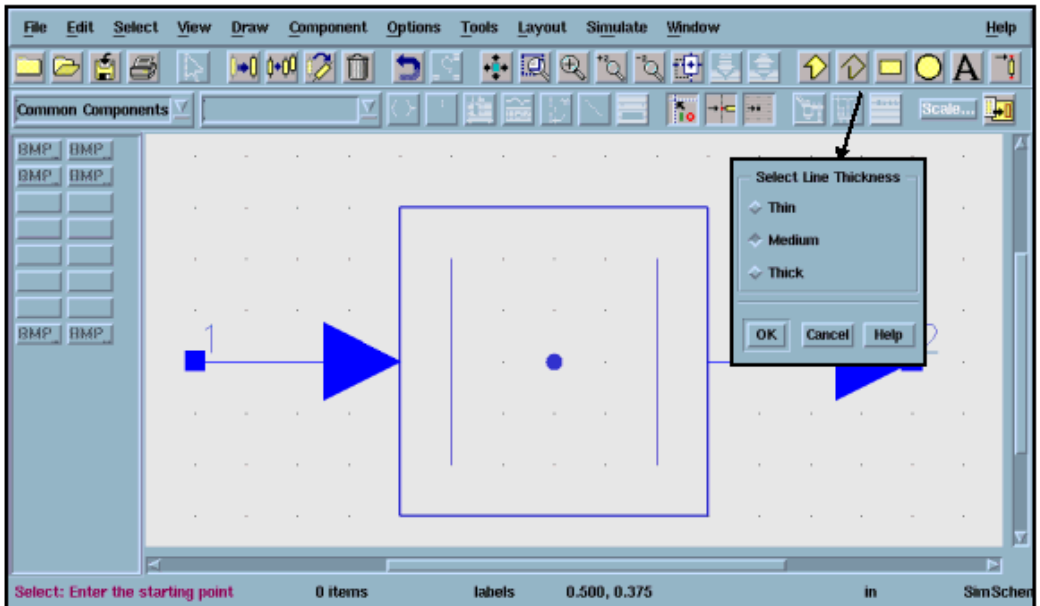 File Edit Select View Draw Component Options Tools Layout Simulate Window Help
A
Common Components Scale...
BMP BMP
BMP BMP
BMP BMP
Select Line Thickness
Thin
Medium
Thick
OK Cancel Help
1 2
Select: Enter the starting point 0 items labels 0.500, 0.375 in SimSchem